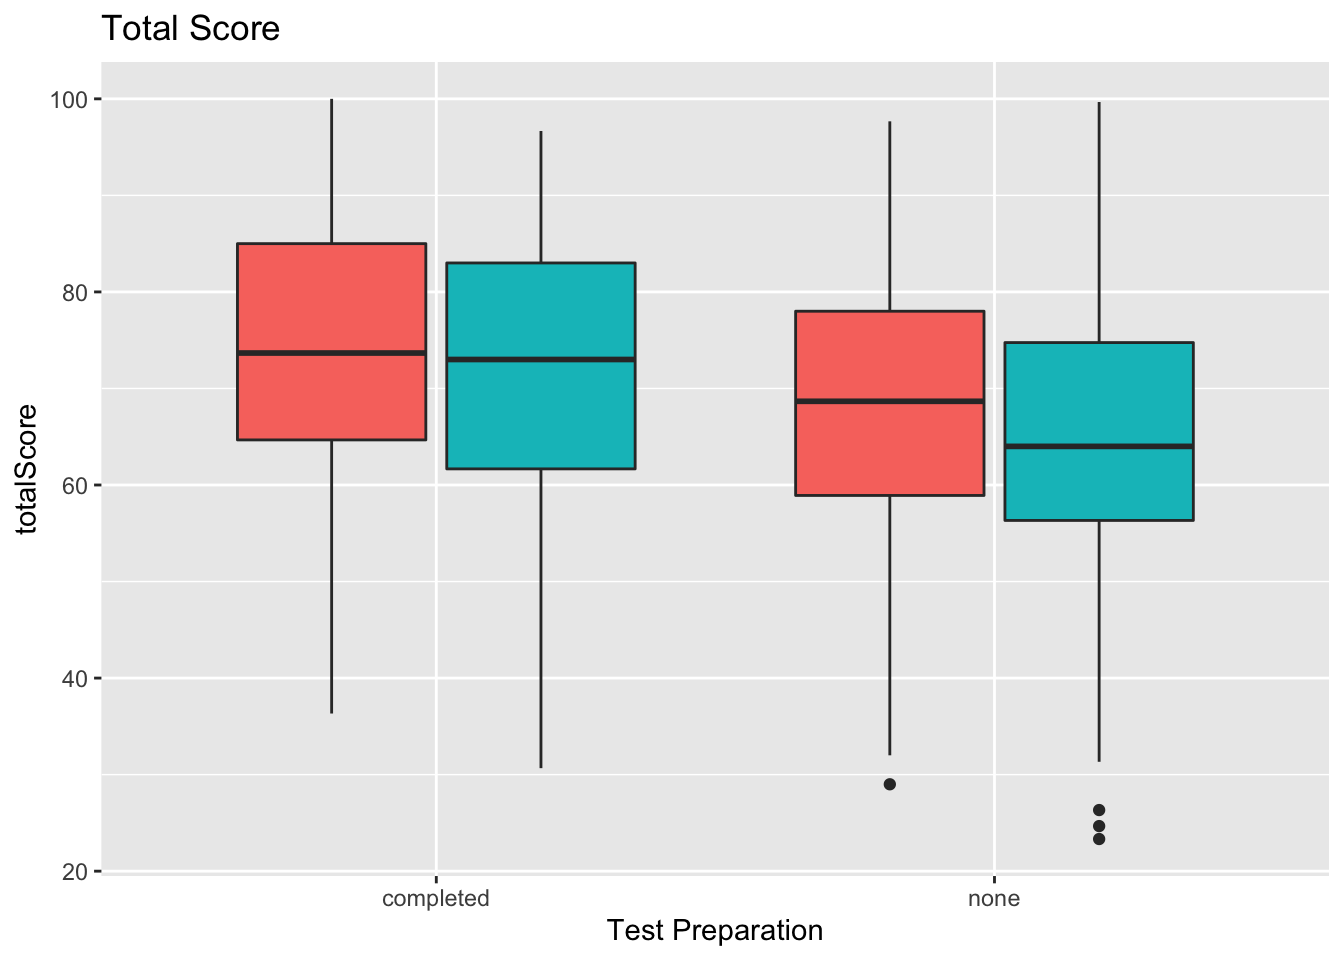 Total Score
100
80
60
40
20
totalScore
completed
none
Test Preparation